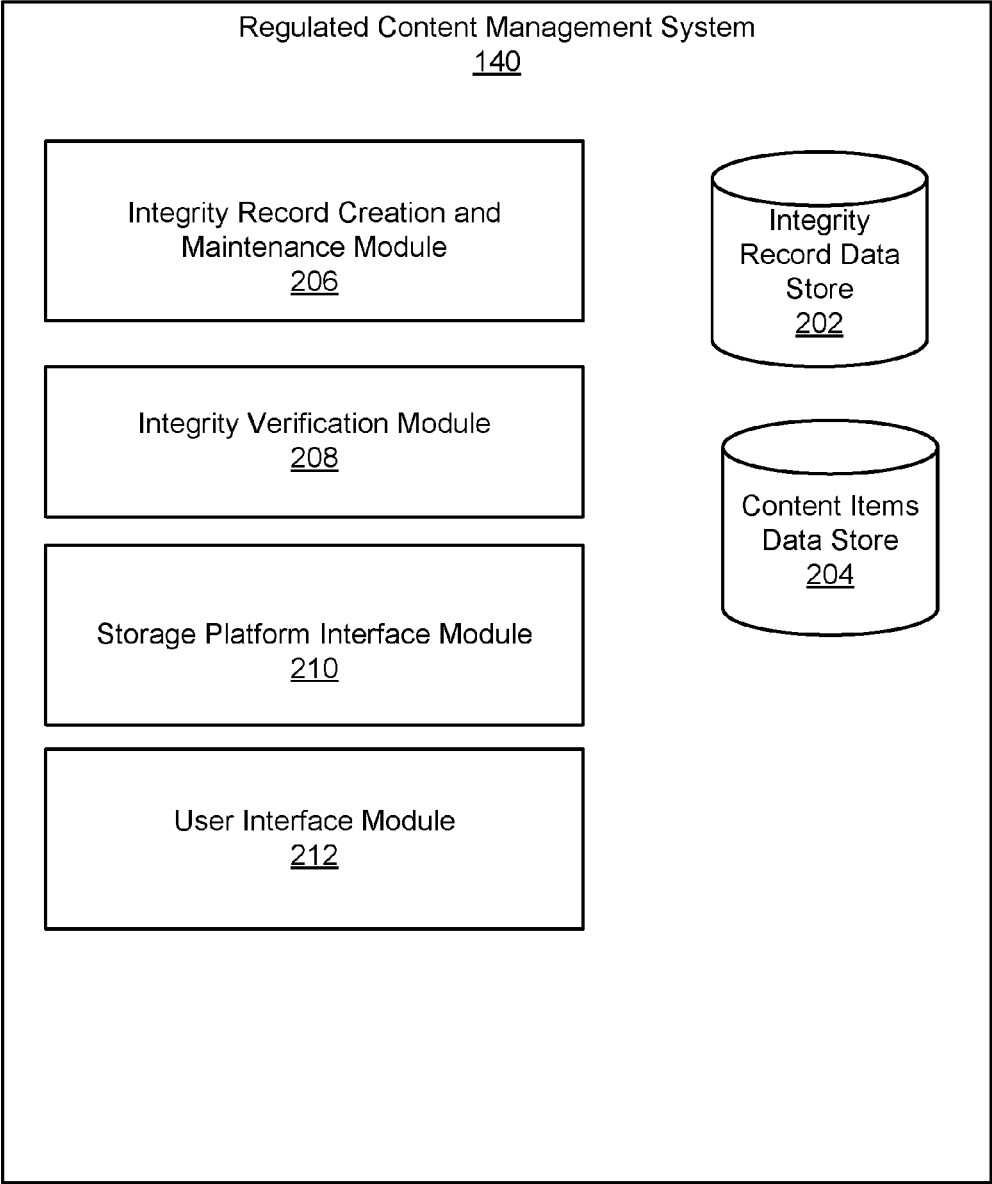 Regulated Content Management System
140
Integrity Record Creation and
Maintenance Module
206
Integrity Verification Module
208
Storage Platform Interface Module
210
User Interface Module
212
Integrity
Record Data
Store
202
Content Items
Data Store
204